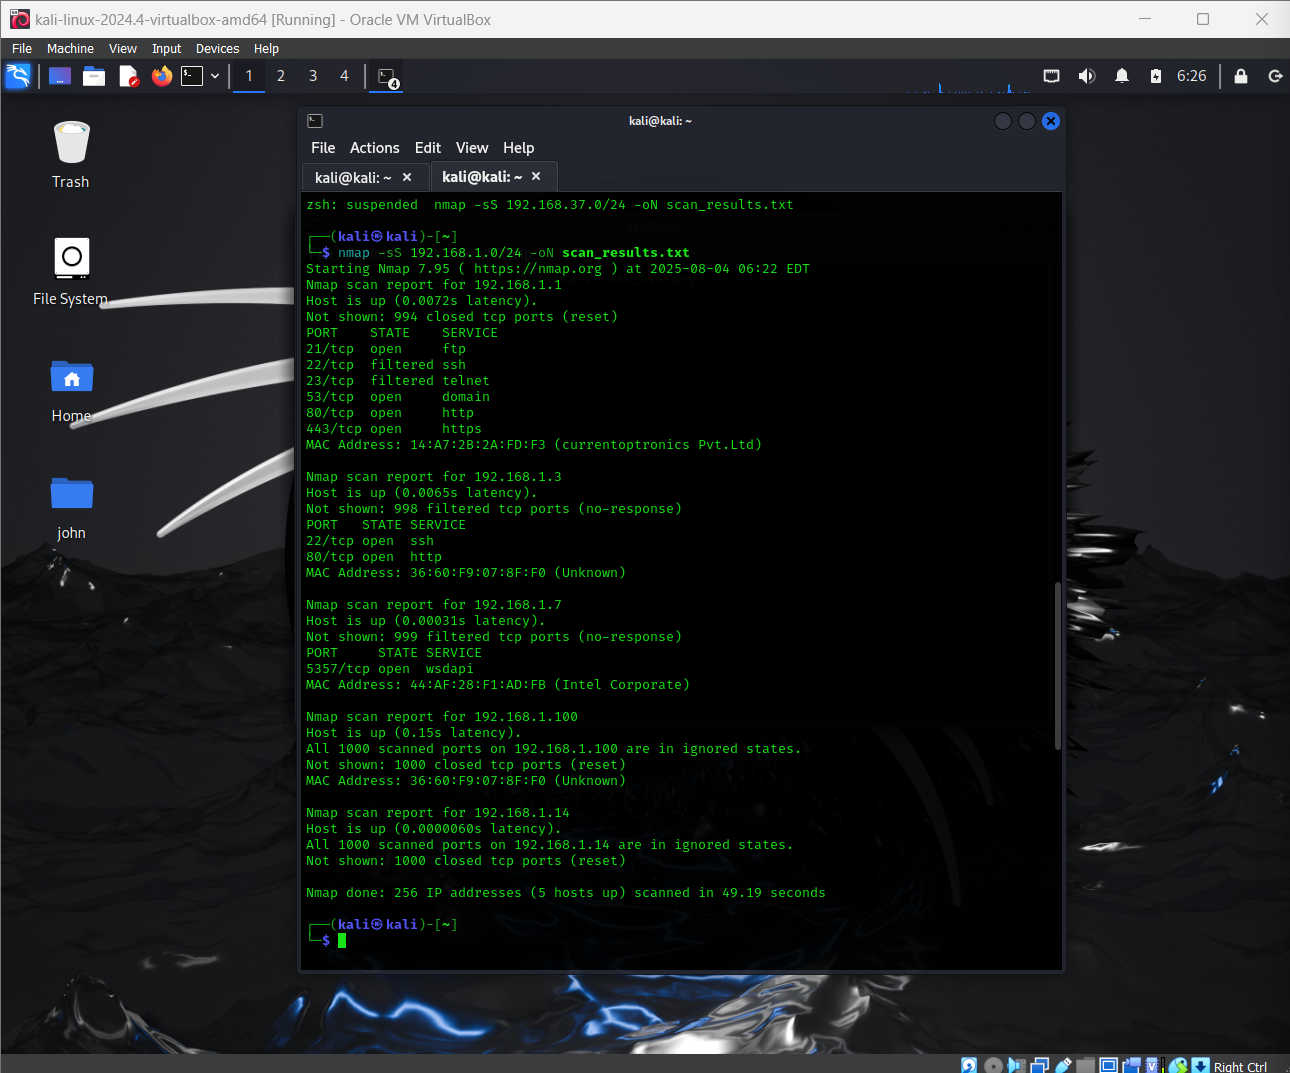 kali-linux-2024.4-virtualbox-amd64 [Running] - Oracle VM VirtualBox
File Machine View Input Devices Help
1 2 3 4 4 6:26
kali@kali: ~
File Actions Edit View Help
kali@kali: ~ × kali@kali: ~ ×
Trash
File System
Home
john
zsh: suspended  nmap -sS 192.168.37.0/24 -oN scan_results.txt
┌──(kali㉿kali)-[~]
└─$ nmap -sS 192.168.1.0/24 -oN scan_results.txt
Starting Nmap 7.95 ( https://nmap.org ) at 2025-08-04 06:22 EDT
Nmap scan report for 192.168.1.1
Host is up (0.0072s latency).
Not shown: 994 closed tcp ports (reset)
PORT    STATE    SERVICE
21/tcp  open     ftp
22/tcp  filtered ssh
23/tcp  filtered telnet
53/tcp  open     domain
80/tcp  open     http
443/tcp open     https
MAC Address: 14:A7:2B:2A:FD:F3 (currentoptronics Pvt.Ltd)
Nmap scan report for 192.168.1.3
Host is up (0.0065s latency).
Not shown: 998 filtered tcp ports (no-response)
PORT   STATE SERVICE
22/tcp open  ssh
80/tcp open  http
MAC Address: 36:60:F9:07:8F:F0 (Unknown)
Nmap scan report for 192.168.1.7
Host is up (0.00031s latency).
Not shown: 999 filtered tcp ports (no-response)
PORT     STATE SERVICE
5357/tcp open  wsdapi
MAC Address: 44:AF:28:F1:AD:FB (Intel Corporate)
Nmap scan report for 192.168.1.100
Host is up (0.15s latency).
All 1000 scanned ports on 192.168.1.100 are in ignored states.
Not shown: 1000 closed tcp ports (reset)
MAC Address: 36:60:F9:07:8F:F0 (Unknown)
Nmap scan report for 192.168.1.14
Host is up (0.0000060s latency).
All 1000 scanned ports on 192.168.1.14 are in ignored states.
Not shown: 1000 closed tcp ports (reset)
Nmap done: 256 IP addresses (5 hosts up) scanned in 49.19 seconds
┌──(kali㉿kali)-[~]
└─$
Right Ctrl